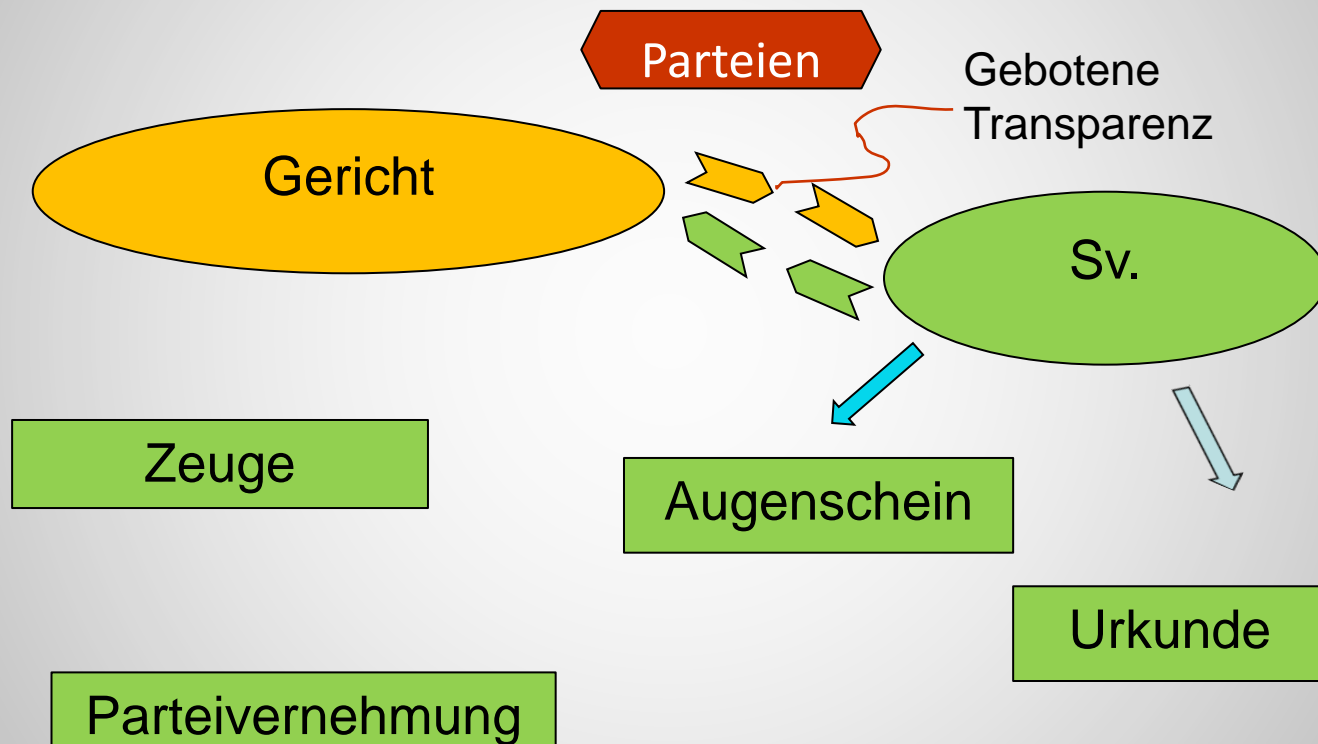 Parteien
Gebotene
Transparenz
Gericht
Sv.
Zeuge
Augenschein
Urkunde
Parteivernehmung